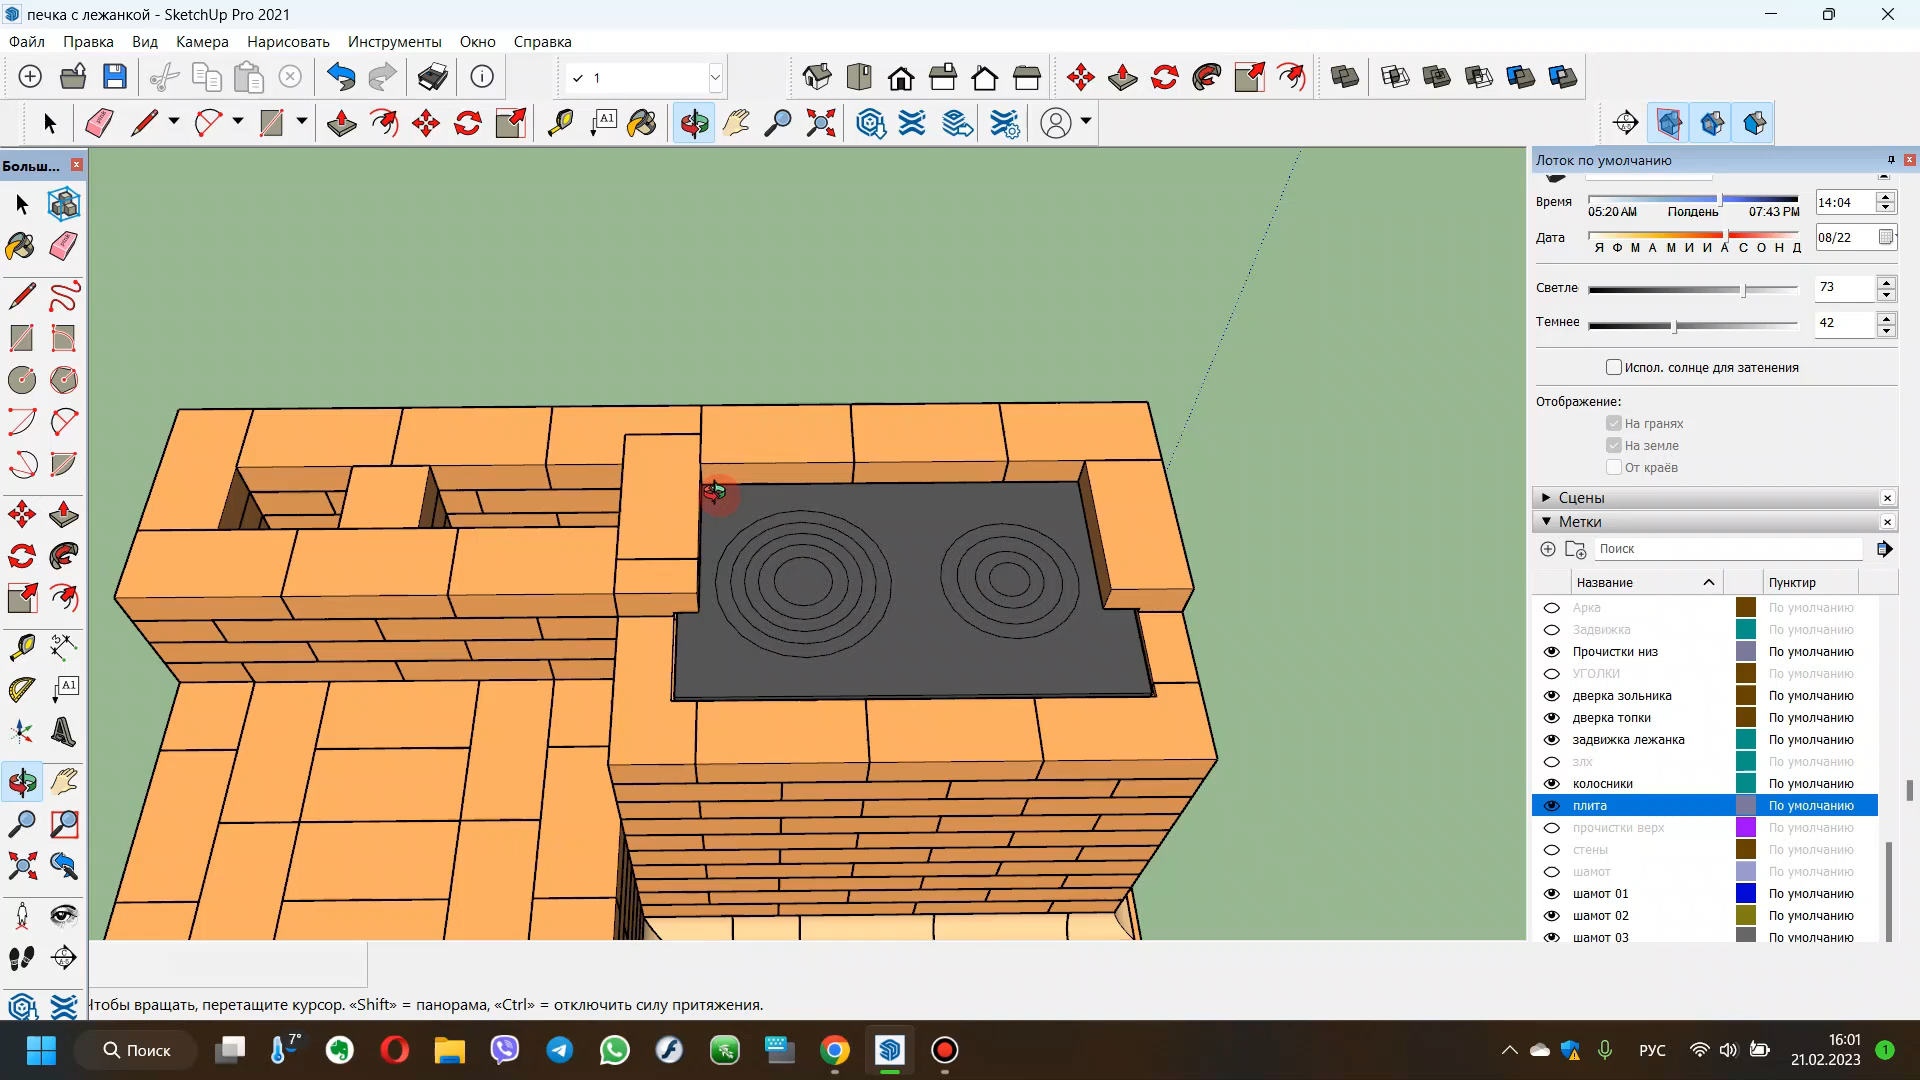 печка с лежанкой - SketchUp Pro 2021
Файл Правка Вид Камера Нарисовать Инструменты Окно Справка
1
Больш...
Лоток по умолчанию
Время 05:20 AM Полдень 07:43 PM 14:04
Дата Я Ф М А М И И А С О Н Д 08/22
Светле 73
Темнее 42
Испол. солнце для затенения
Отображение:
На гранях
На земле
От краёв
Сцены
Метки
Поиск
Название Пунктир
Арка По умолчанию
Задвижка По умолчанию
Прочистки низ По умолчанию
УГОЛКИ По умолчанию
дверка зольника По умолчанию
дверка топки По умолчанию
задвижка лежанка По умолчанию
злх По умолчанию
колосники По умолчанию
плита По умолчанию
прочистки верх По умолчанию
стены По умолчанию
шамот По умолчанию
шамот 01 По умолчанию
шамот 02 По умолчанию
шамот 03 По умолчанию
Чтобы вращать, перетащите курсор. «Shift» = панорама, «Ctrl» = отключить силу притяжения.
Поиск
7°
РУС
16:01
21.02.2023
1